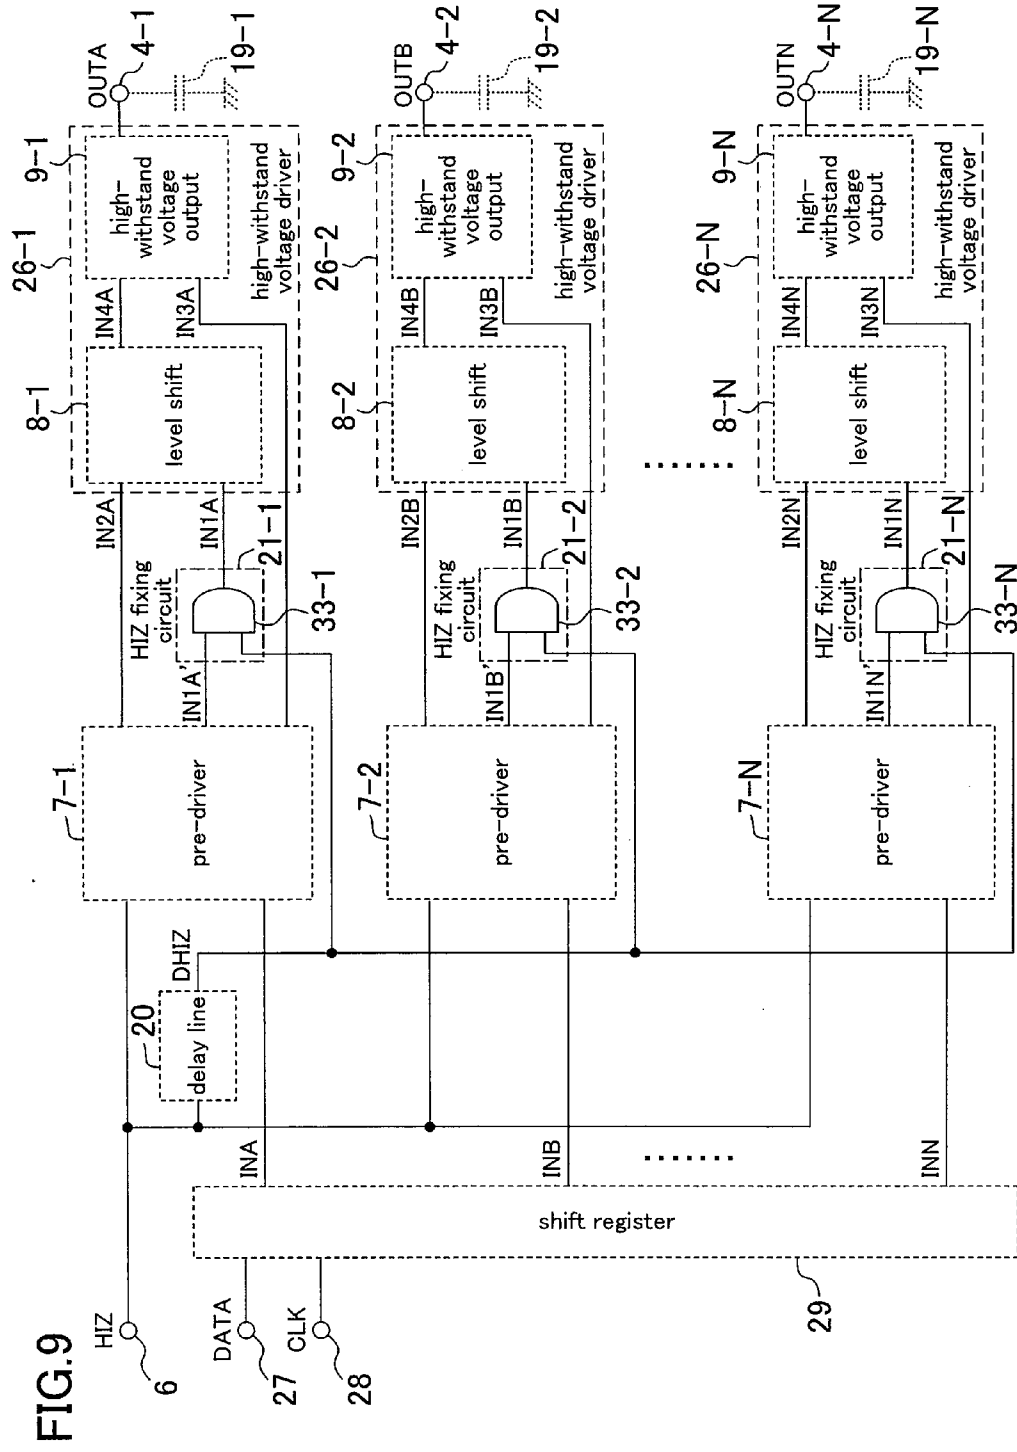 FIG.9
HIZ
6
DATA
27
CLK
28
shift register
29
INA
INB
INN
20
delay line
DHIZ
7-1
pre-driver
IN2A
IN1A'
HIZ fixing
circuit
21-1
33-1
IN1A
8-1
level shift
IN4A
IN3A
26-1
9-1
high-
withstand
voltage
output
high-withstand
voltage driver
OUTA
4-1
19-1
7-2
pre-driver
IN2B
IN1B'
HIZ fixing
circuit
21-2
33-2
IN1B
8-2
level shift
IN4B
IN3B
26-2
9-2
high-
withstand
voltage
output
high-withstand
voltage driver
OUTB
4-2
19-2
7-N
pre-driver
IN2N
IN1N'
HIZ fixing
circuit
21-N
33-N
IN1N
8-N
level shift
IN4N
IN3N
26-N
9-N
high-
withstand
voltage
output
high-withstand
voltage driver
OUTN
4-N
19-N